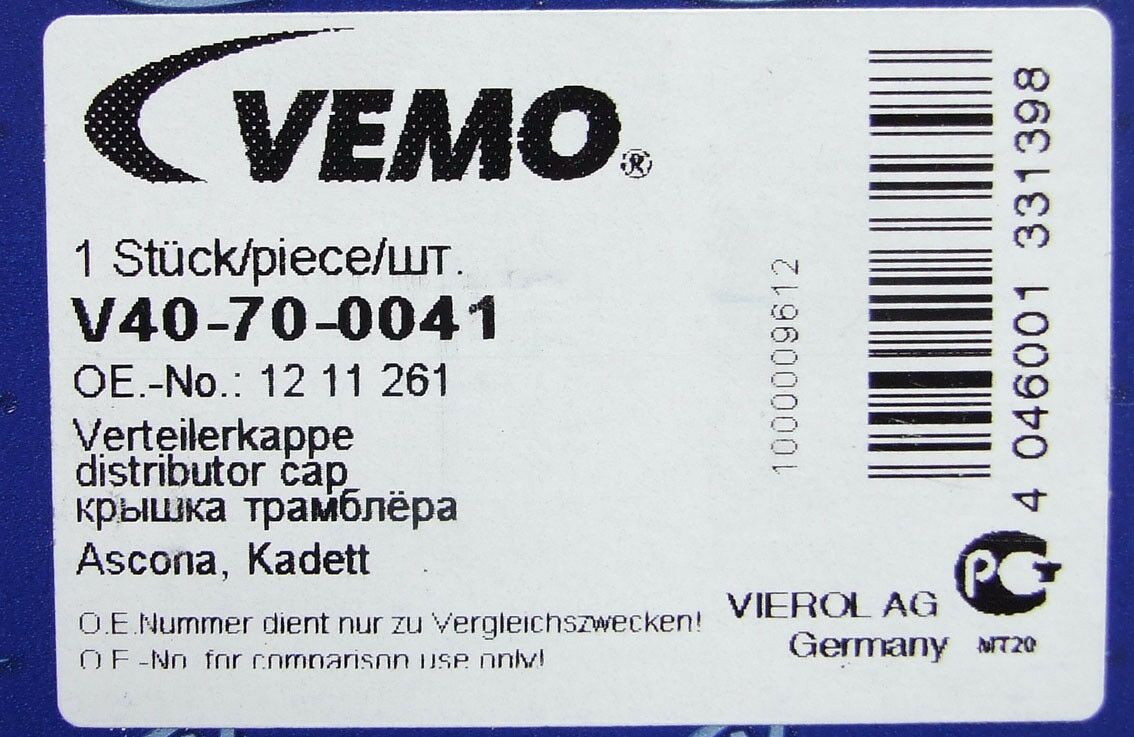 VEMO®
1 Stück/piece/шт.
V40-70-0041
OE.-No.: 12 11 261
Verteilerkappe
distributor cap
крышка трамблёра
Ascona, Kadett
O.E.Nummer dient nur zu Vergleichszwecken!
O.E.-No. for comparison use only!
1000009612
4 046001 331398
РСТ
MT20
VIEROL AG
Germany